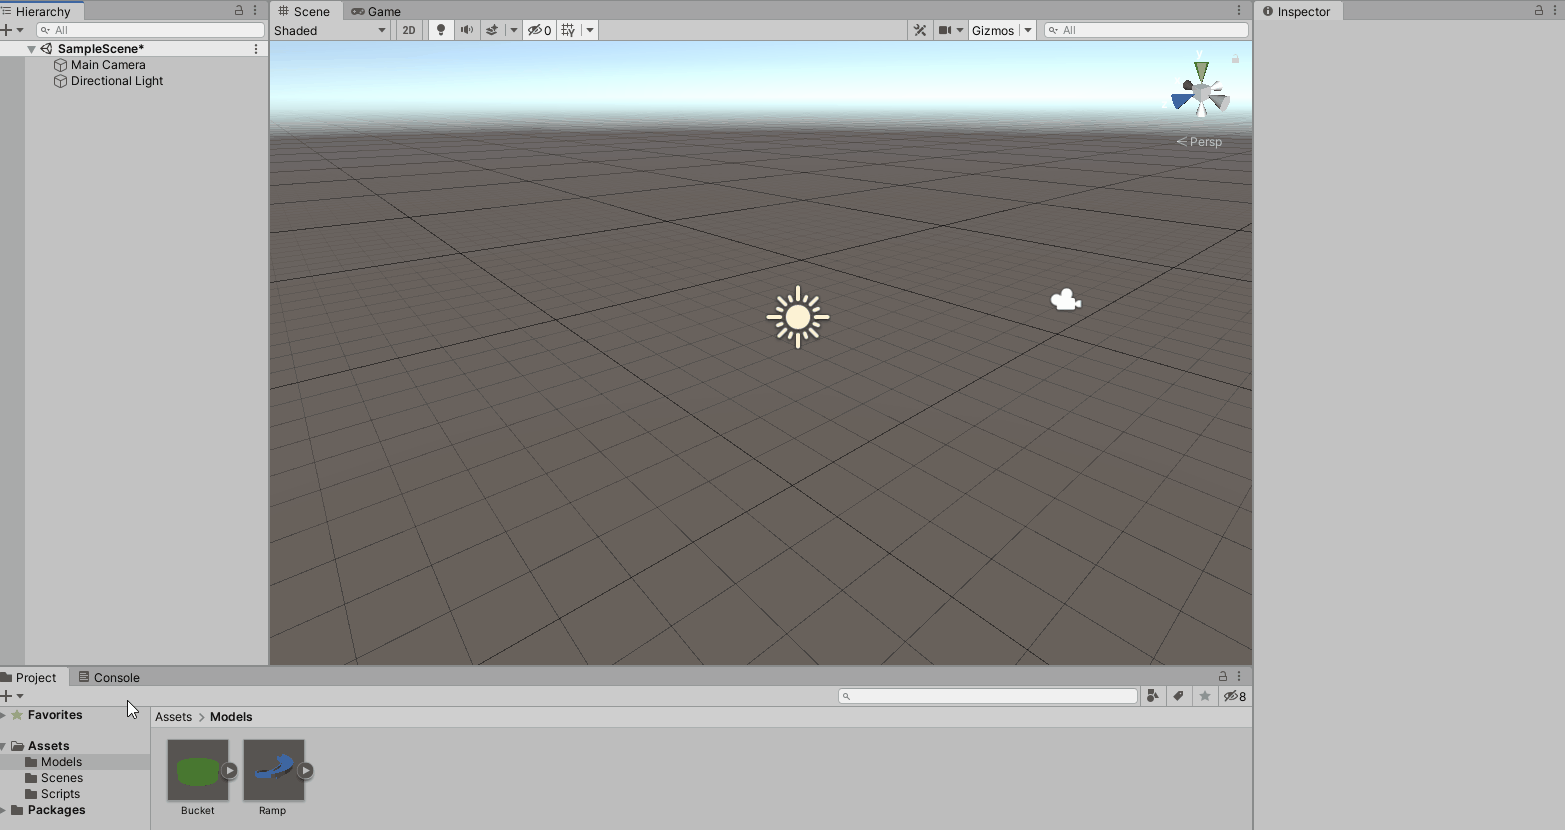 Hierarchy
All
SampleScene*
Main Camera
Directional Light
Scene
Game
Shaded
2D
0
Gizmos
All
y
Persp
Inspector
Project
Console
8
Favorites
Assets
Models
Scenes
Scripts
Packages
Assets > Models
Bucket
Ramp